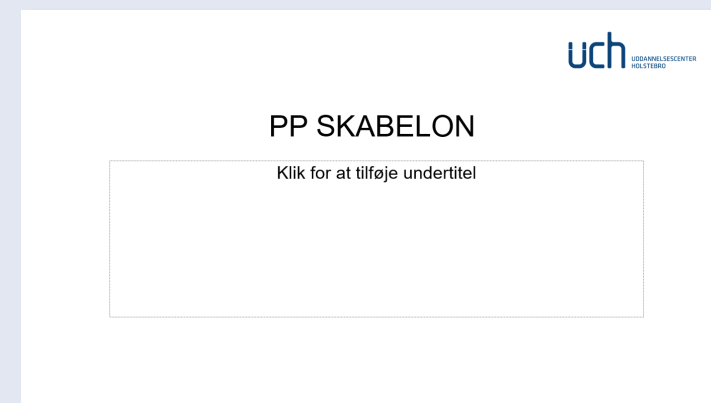 uch
UDDANNELSESCENTER
HOLSTEBRO
PP SKABELON
Klik for at tilføje undertitel